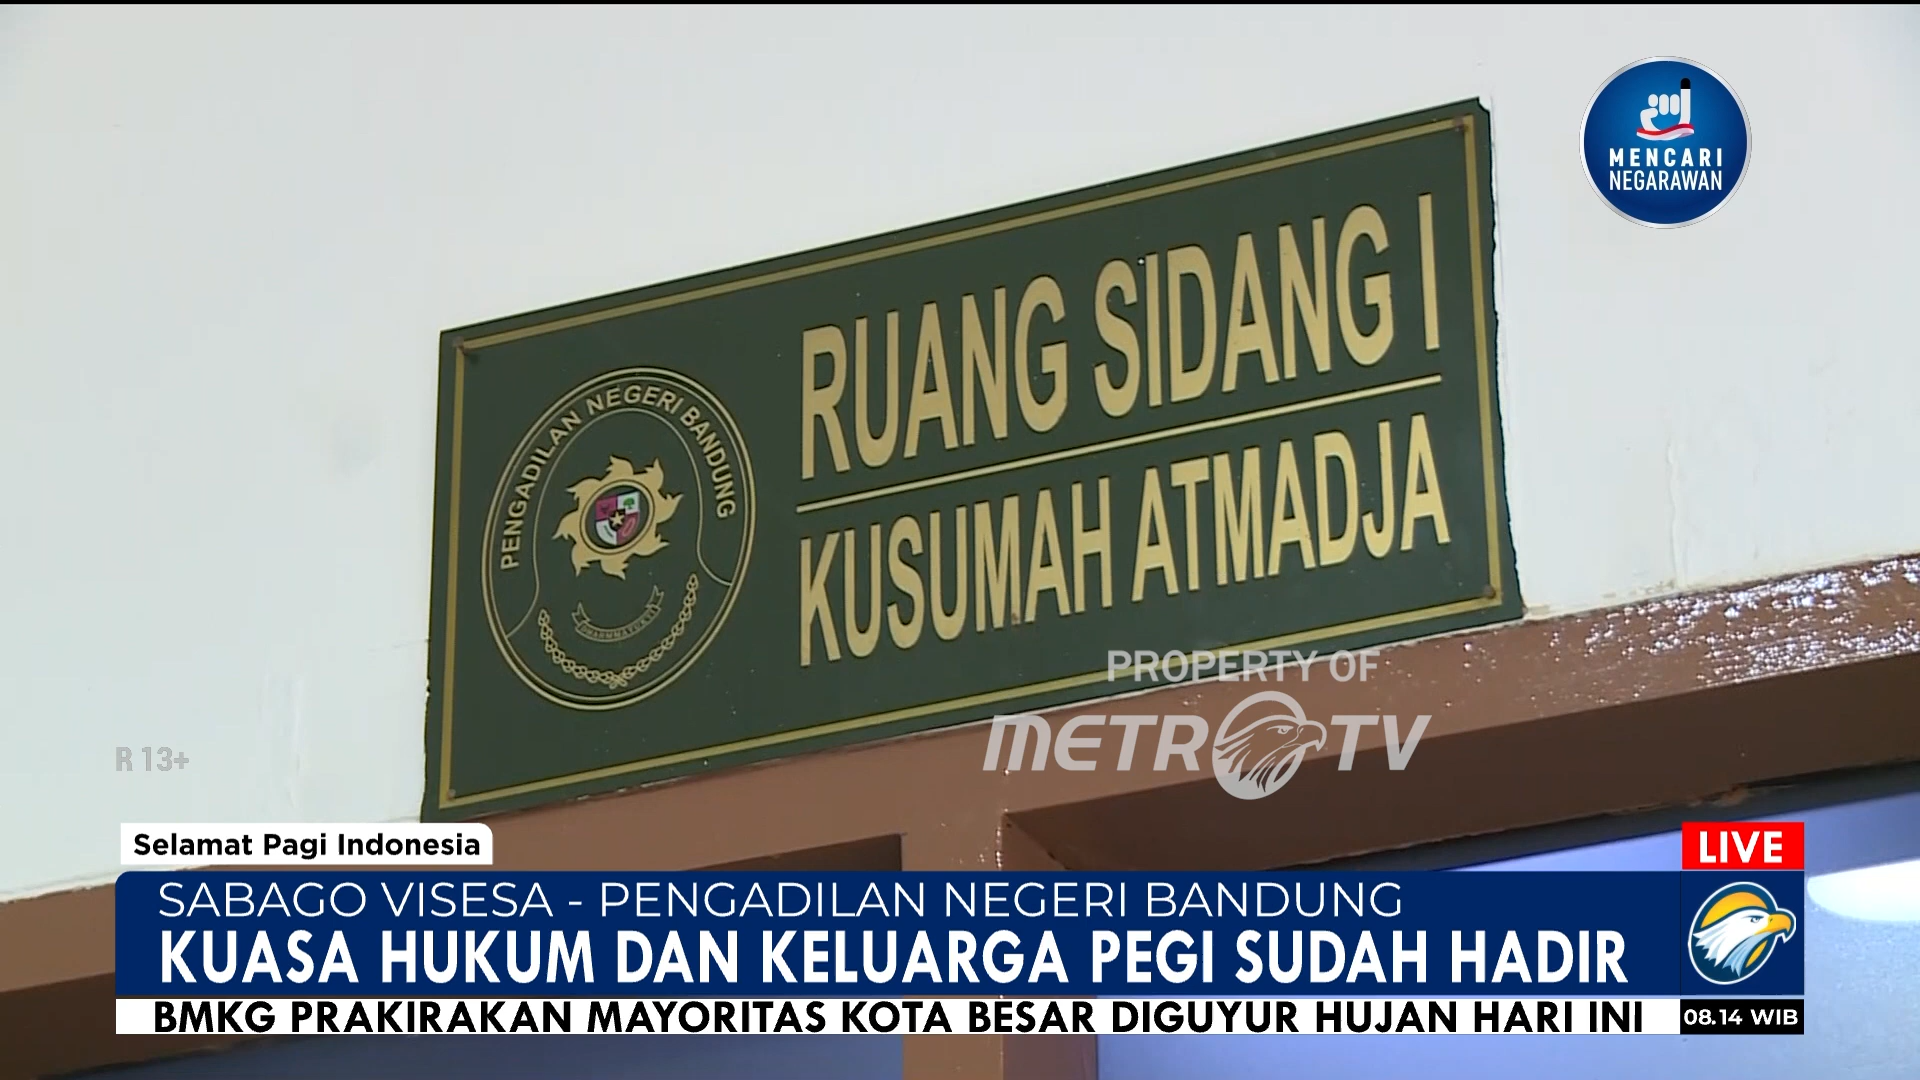 MENCARI
NEGARAWAN
RUANG SIDANG I
KUSUMAH ATMADJA
PENGADILAN NEGERI BANDUNG
PROPERTY OF
METRO TV
R 13+
Selamat Pagi Indonesia
LIVE
SABAGO VISESA - PENGADILAN NEGERI BANDUNG
KUASA HUKUM DAN KELUARGA PEGI SUDAH HADIR
BMKG PRAKIRAKAN MAYORITAS KOTA BESAR DIGUYUR HUJAN HARI INI
08.14 WIB